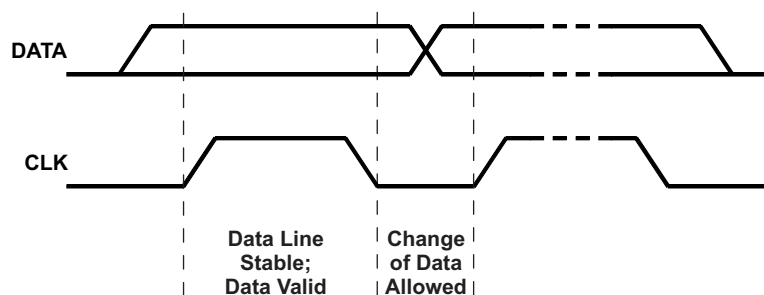 DATA
CLK
Data Line
Stable;
Data Valid
Change
of Data
Allowed